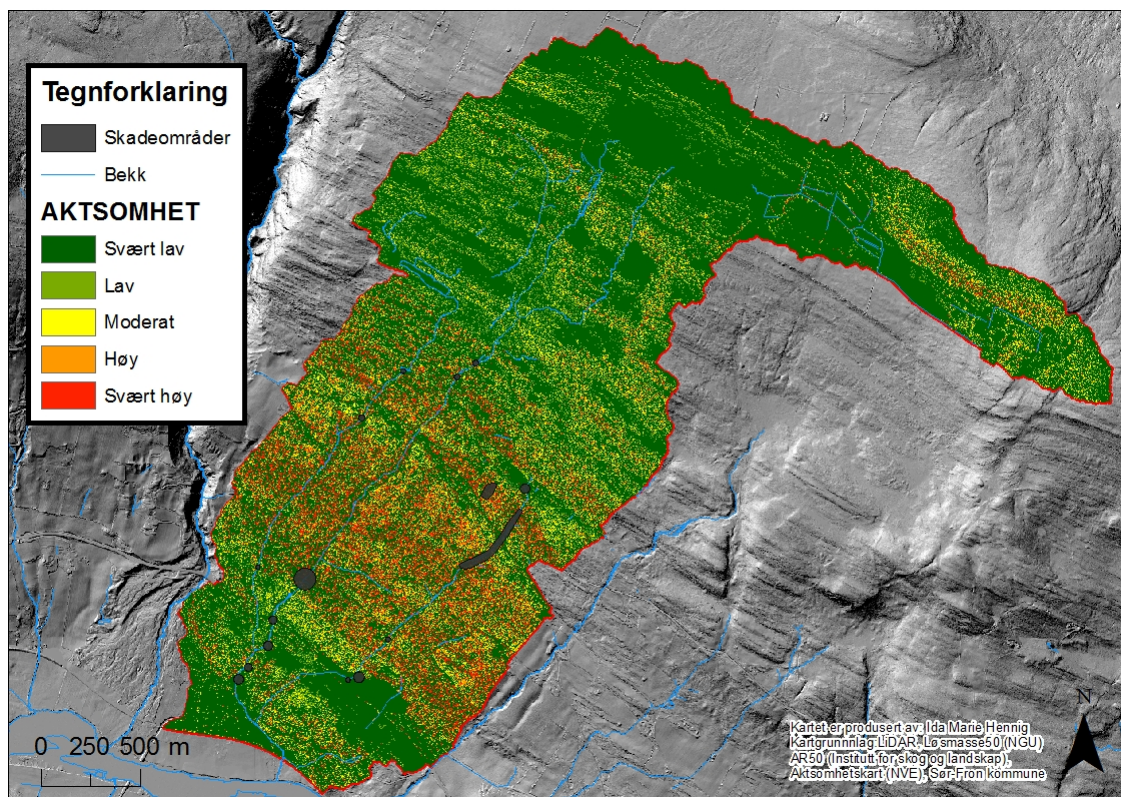 Tegnforklaring
Skadeområder
Bekk
AKTSOMHET
Svært lav
Lav
Moderat
Høy
Svært høy
0 250 500 m
N
Kartet er produsert av: Ida Marie Hennig
Kartgrunnnlag:LiDAR, Løsmasse50 (NGU)
AR50 (Institutt for skog og landskap),
Aktsomhetskart (NVE), Sør-Fron kommune